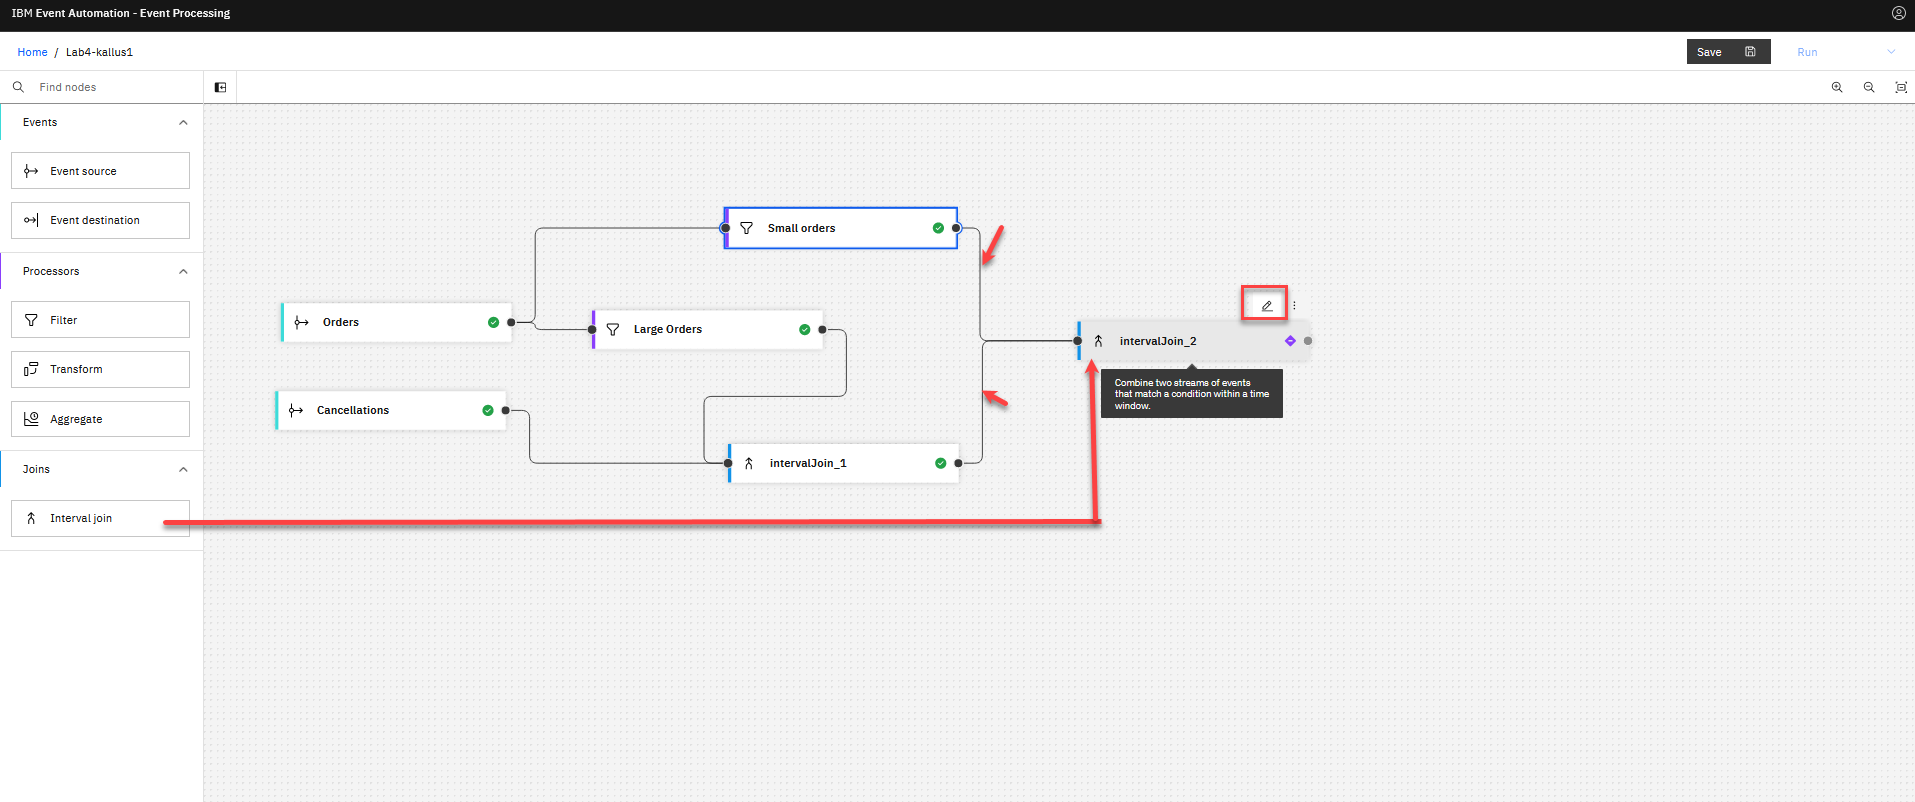 IBM Event Automation - Event Processing
Home / Lab4-kallus1
Save
Run
Find nodes
Events
Event source
Event destination
Processors
Filter
Transform
Aggregate
Joins
Interval join
Small orders
Orders
Large Orders
Cancellations
intervalJoin_1
intervalJoin_2
Combine two streams of events
that match a condition within a time
window.